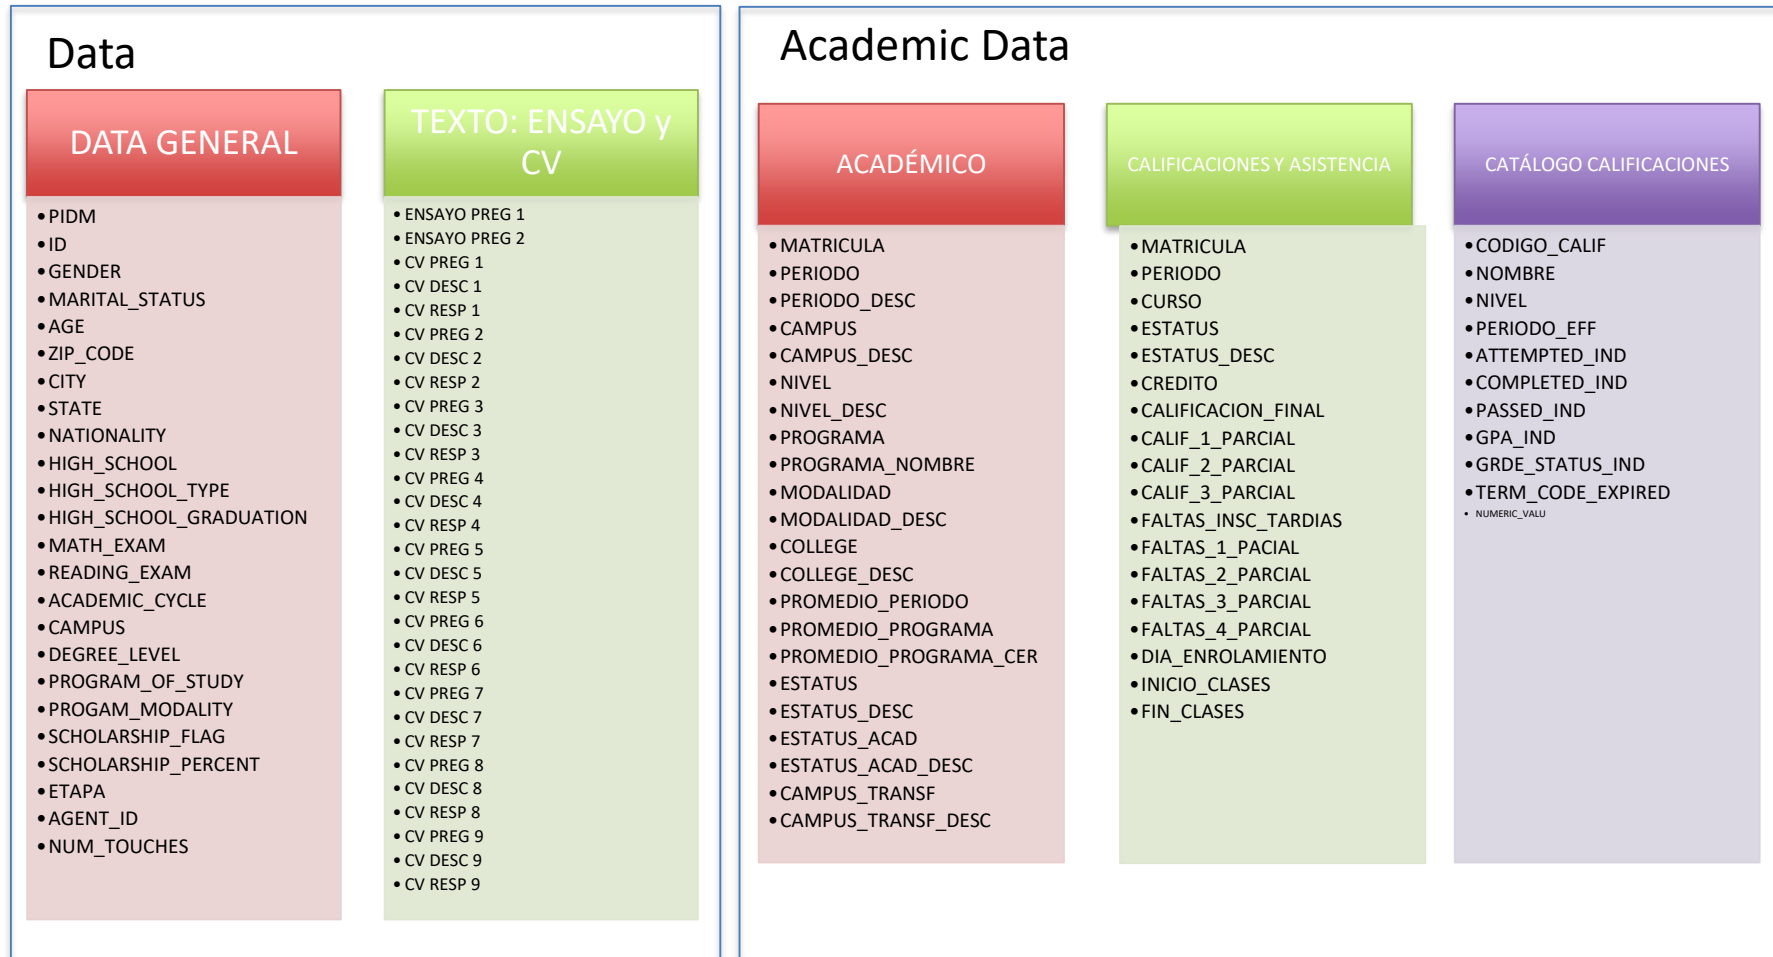 Data
DATA GENERAL
•PIDM
•ID
•GENDER
•MARITAL_STATUS
•AGE
•ZIP_CODE
•CITY
•STATE
•NATIONALITY
•HIGH_SCHOOL
•HIGH_SCHOOL_TYPE
•HIGH_SCHOOL_GRADUATION
•MATH_EXAM
•READING_EXAM
•ACADEMIC_CYCLE
•CAMPUS
•DEGREE_LEVEL
•PROGRAM_OF_STUDY
•PROGAM_MODALITY
•SCHOLARSHIP_FLAG
•SCHOLARSHIP_PERCENT
•ETAPA
•AGENT_ID
•NUM_TOUCHES
TEXTO: ENSAYO y
CV
• ENSAYO PREG 1
• ENSAYO PREG 2
• CV PREG 1
• CV DESC 1
• CV RESP 1
• CV PREG 2
• CV DESC 2
• CV RESP 2
• CV PREG 3
• CV DESC 3
• CV RESP 3
• CV PREG 4
• CV DESC 4
• CV RESP 4
• CV PREG 5
• CV DESC 5
• CV RESP 5
• CV PREG 6
• CV DESC 6
• CV RESP 6
• CV PREG 7
• CV DESC 7
• CV RESP 7
• CV PREG 8
• CV DESC 8
• CV RESP 8
• CV PREG 9
• CV DESC 9
• CV RESP 9
Academic Data
ACADÉMICO
•MATRICULA
•PERIODO
•PERIODO_DESC
•CAMPUS
•CAMPUS_DESC
•NIVEL
•NIVEL_DESC
•PROGRAMA
•PROGRAMA_NOMBRE
•MODALIDAD
•MODALIDAD_DESC
•COLLEGE
•COLLEGE_DESC
•PROMEDIO_PERIODO
•PROMEDIO_PROGRAMA
•PROMEDIO_PROGRAMA_CER
•ESTATUS
•ESTATUS_DESC
•ESTATUS_ACAD
•ESTATUS_ACAD_DESC
•CAMPUS_TRANSF
•CAMPUS_TRANSF_DESC
CALIFICACIONES Y ASISTENCIA
•MATRICULA
•PERIODO
•CURSO
•ESTATUS
•ESTATUS_DESC
•CREDITO
•CALIFICACION_FINAL
•CALIF_1_PARCIAL
•CALIF_2_PARCIAL
•CALIF_3_PARCIAL
•FALTAS_INSC_TARDIAS
•FALTAS_1_PACIAL
•FALTAS_2_PARCIAL
•FALTAS_3_PARCIAL
•FALTAS_4_PARCIAL
•DIA_ENROLAMIENTO
•INICIO_CLASES
•FIN_CLASES
CATÁLOGO CALIFICACIONES
•CODIGO_CALIF
•NOMBRE
•NIVEL
•PERIODO_EFF
•ATTEMPTED_IND
•COMPLETED_IND
•PASSED_IND
•GPA_IND
•GRDE_STATUS_IND
•TERM_CODE_EXPIRED
• NUMERIC_VALU